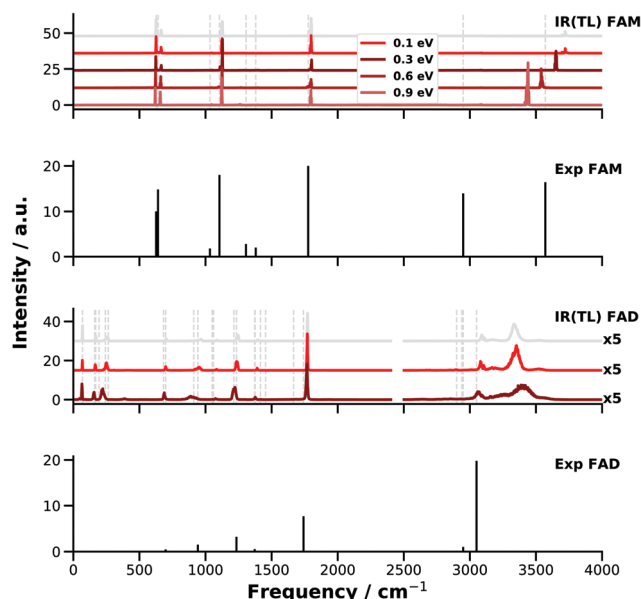 IR(TL) FAM
50
25
0
0.1 eV
0.3 eV
0.6 eV
0.9 eV
Exp FAM
20
10
0
Intensity / a.u.
IR(TL) FAD
40
20
0
x5
x5
x5
Exp FAD
20
10
0
0 500 1000 1500 2000 2500 3000 3500 4000
Frequency / cm⁻¹